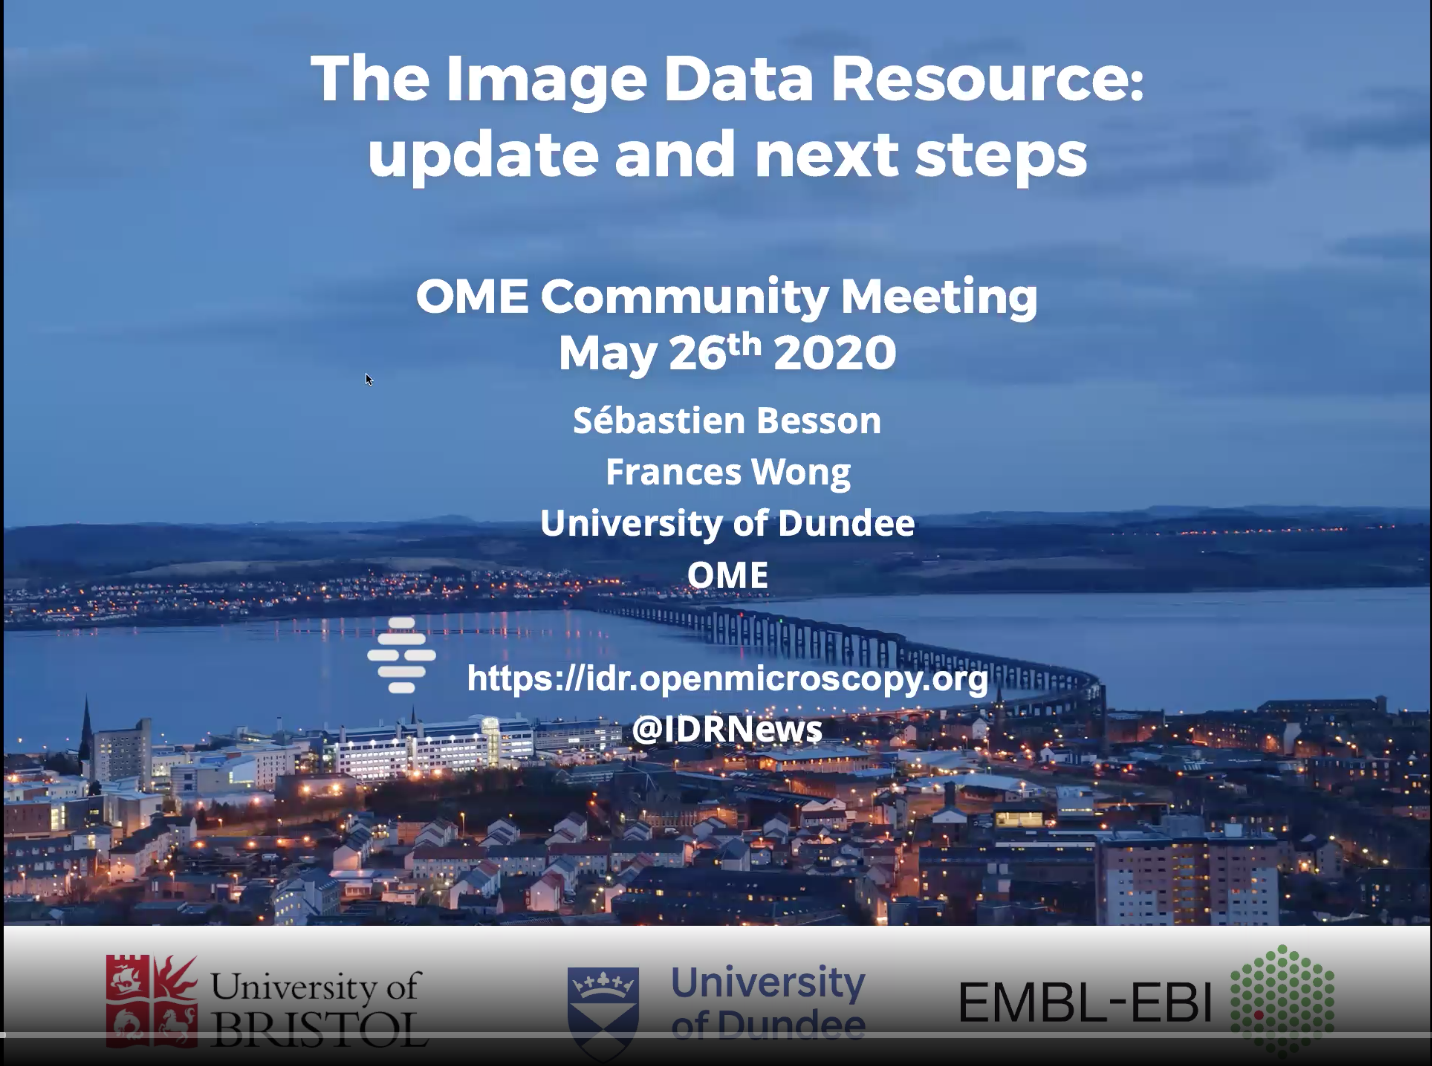 The Image Data Resource:
update and next steps
OME Community Meeting
May 26th 2020
Sébastien Besson
Frances Wong
University of Dundee
OME
https://idr.openmicroscopy.org
@IDRNews
University of
BRISTOL
University
of Dundee
EMBL-EBI